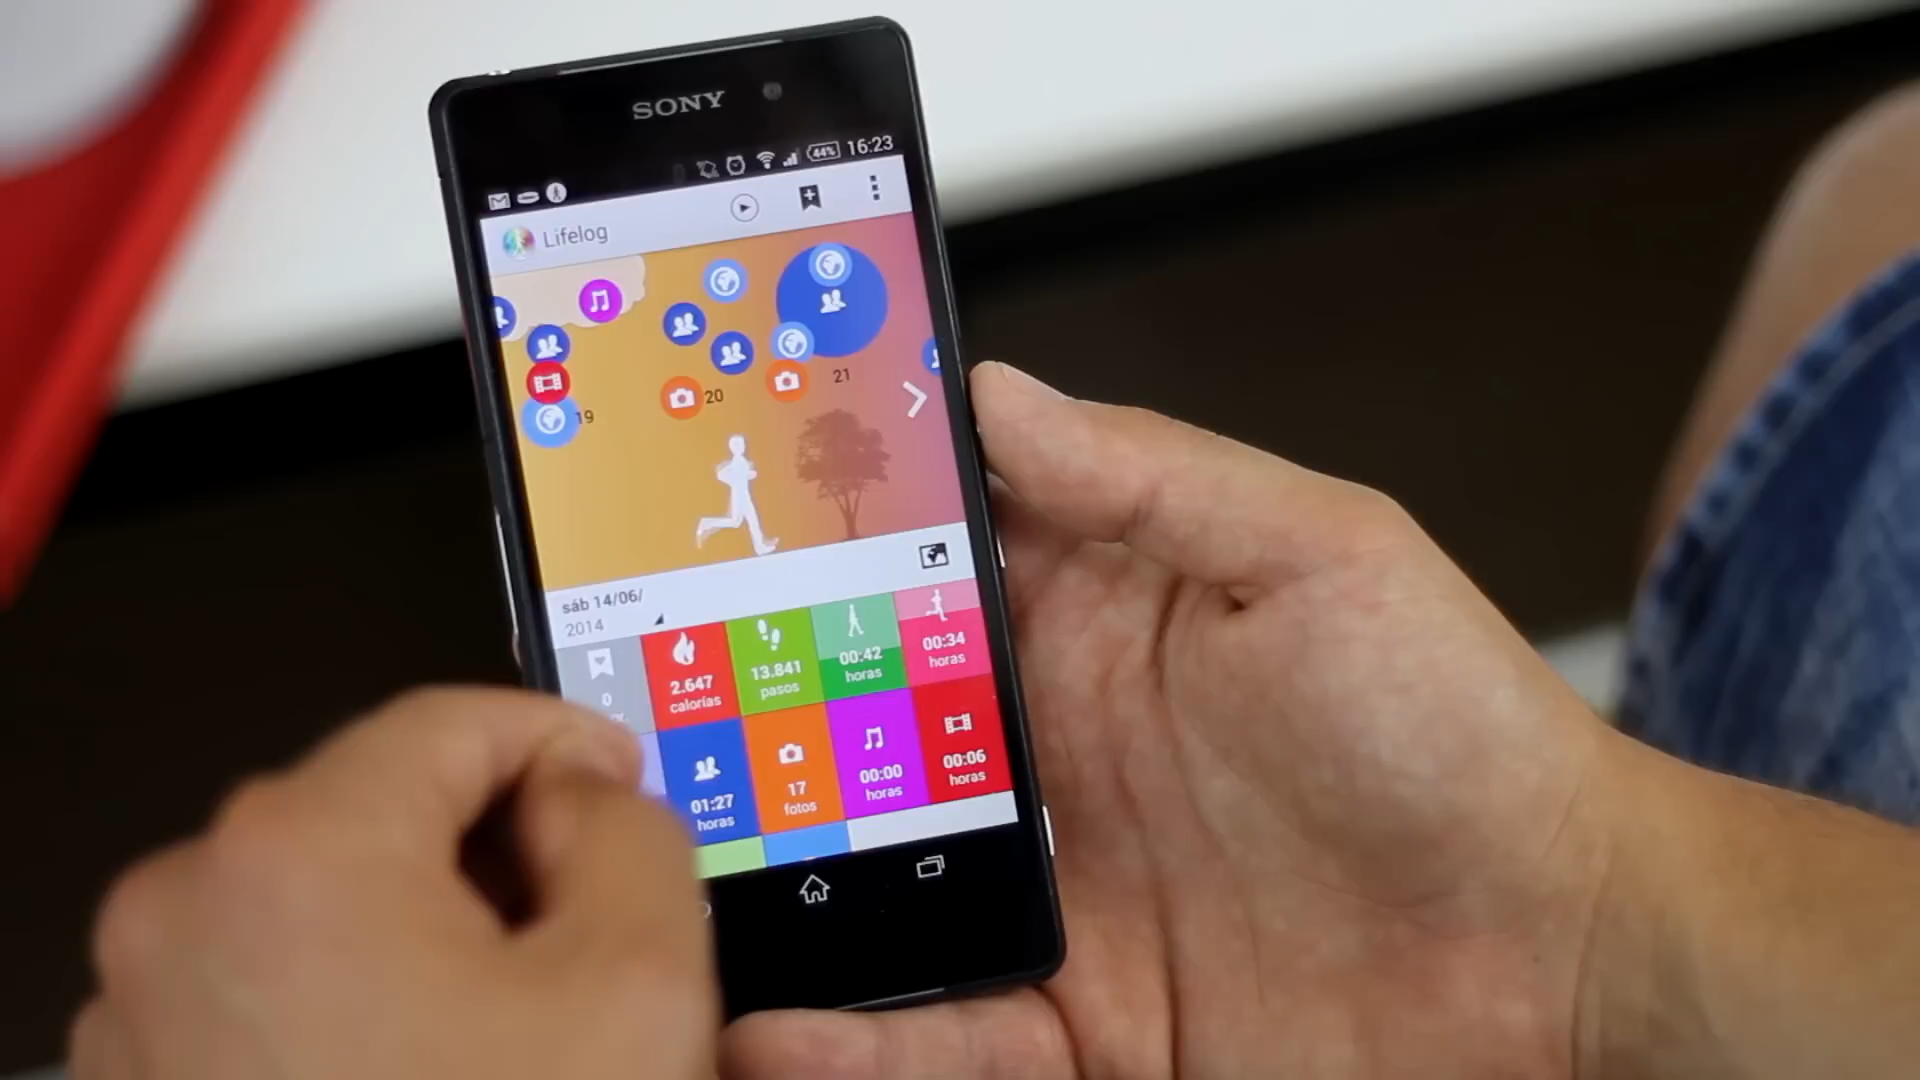 SONY
44% 16:23
Lifelog
19
20
21
sáb 14/06/
2014
0
2.647
calorías
13.841
pasos
00:42
horas
00:34
horas
01:27
horas
17
fotos
00:00
horas
00:06
horas